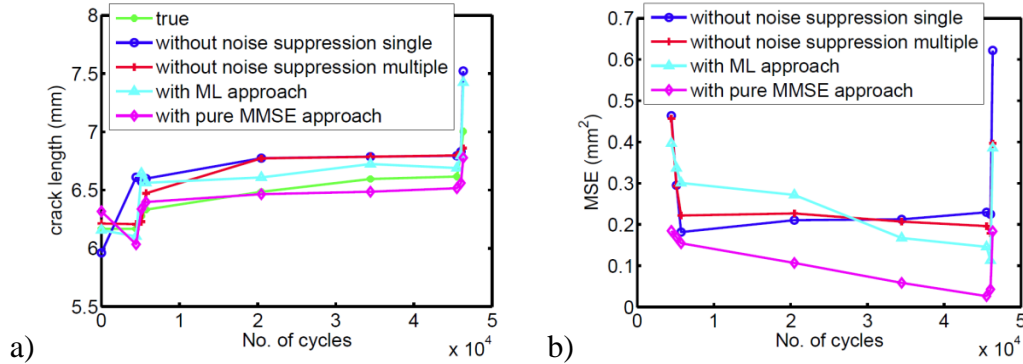 8
7.5
7
6.5
6
5.5
crack length (mm)
true
without noise suppression single
without noise suppression multiple
with ML approach
with pure MMSE approach
0
1
2
3
4
5
No. of cycles
x 10^4
a)
0.7
0.6
0.5
0.4
0.3
0.2
0.1
0
MSE (mm^2)
without noise suppression single
without noise suppression multiple
with ML approach
with pure MMSE approach
0
1
2
3
4
5
No. of cycles
x 10^4
b)